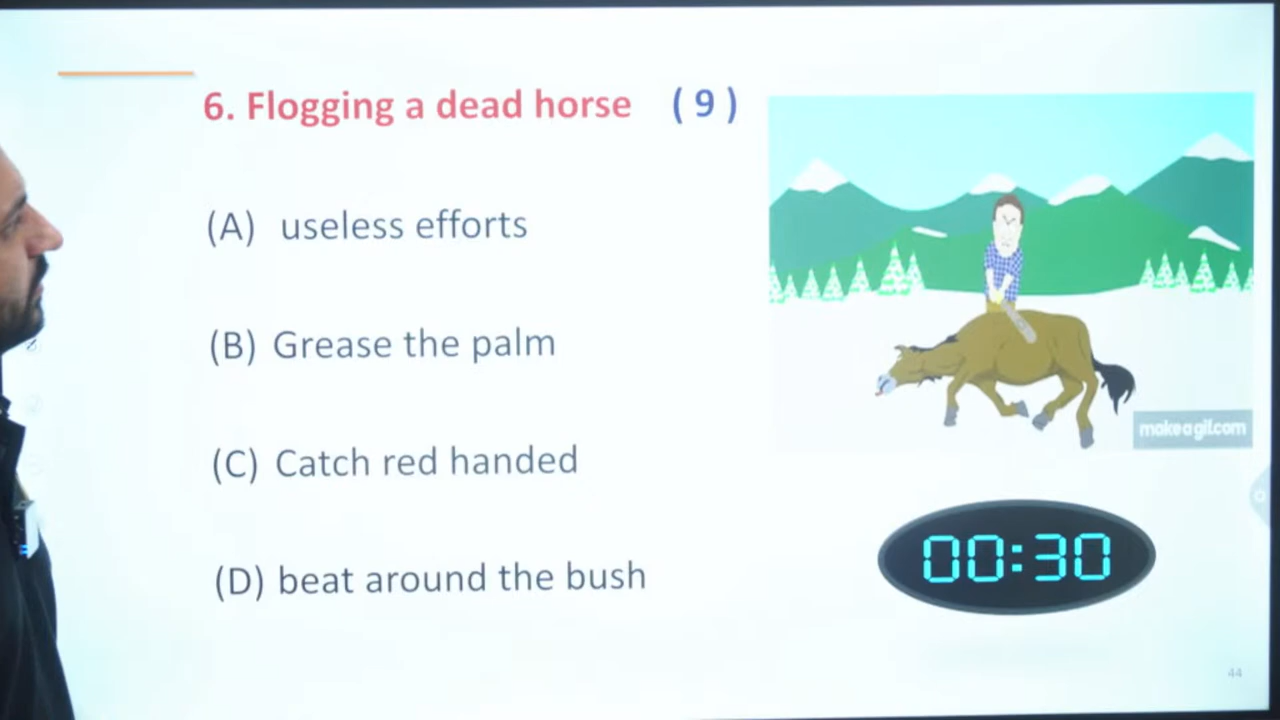 6. Flogging a dead horse ( 9 )
(A) useless efforts
(B) Grease the palm
(C) Catch red handed
(D) beat around the bush
makeagif.com
00:30
44